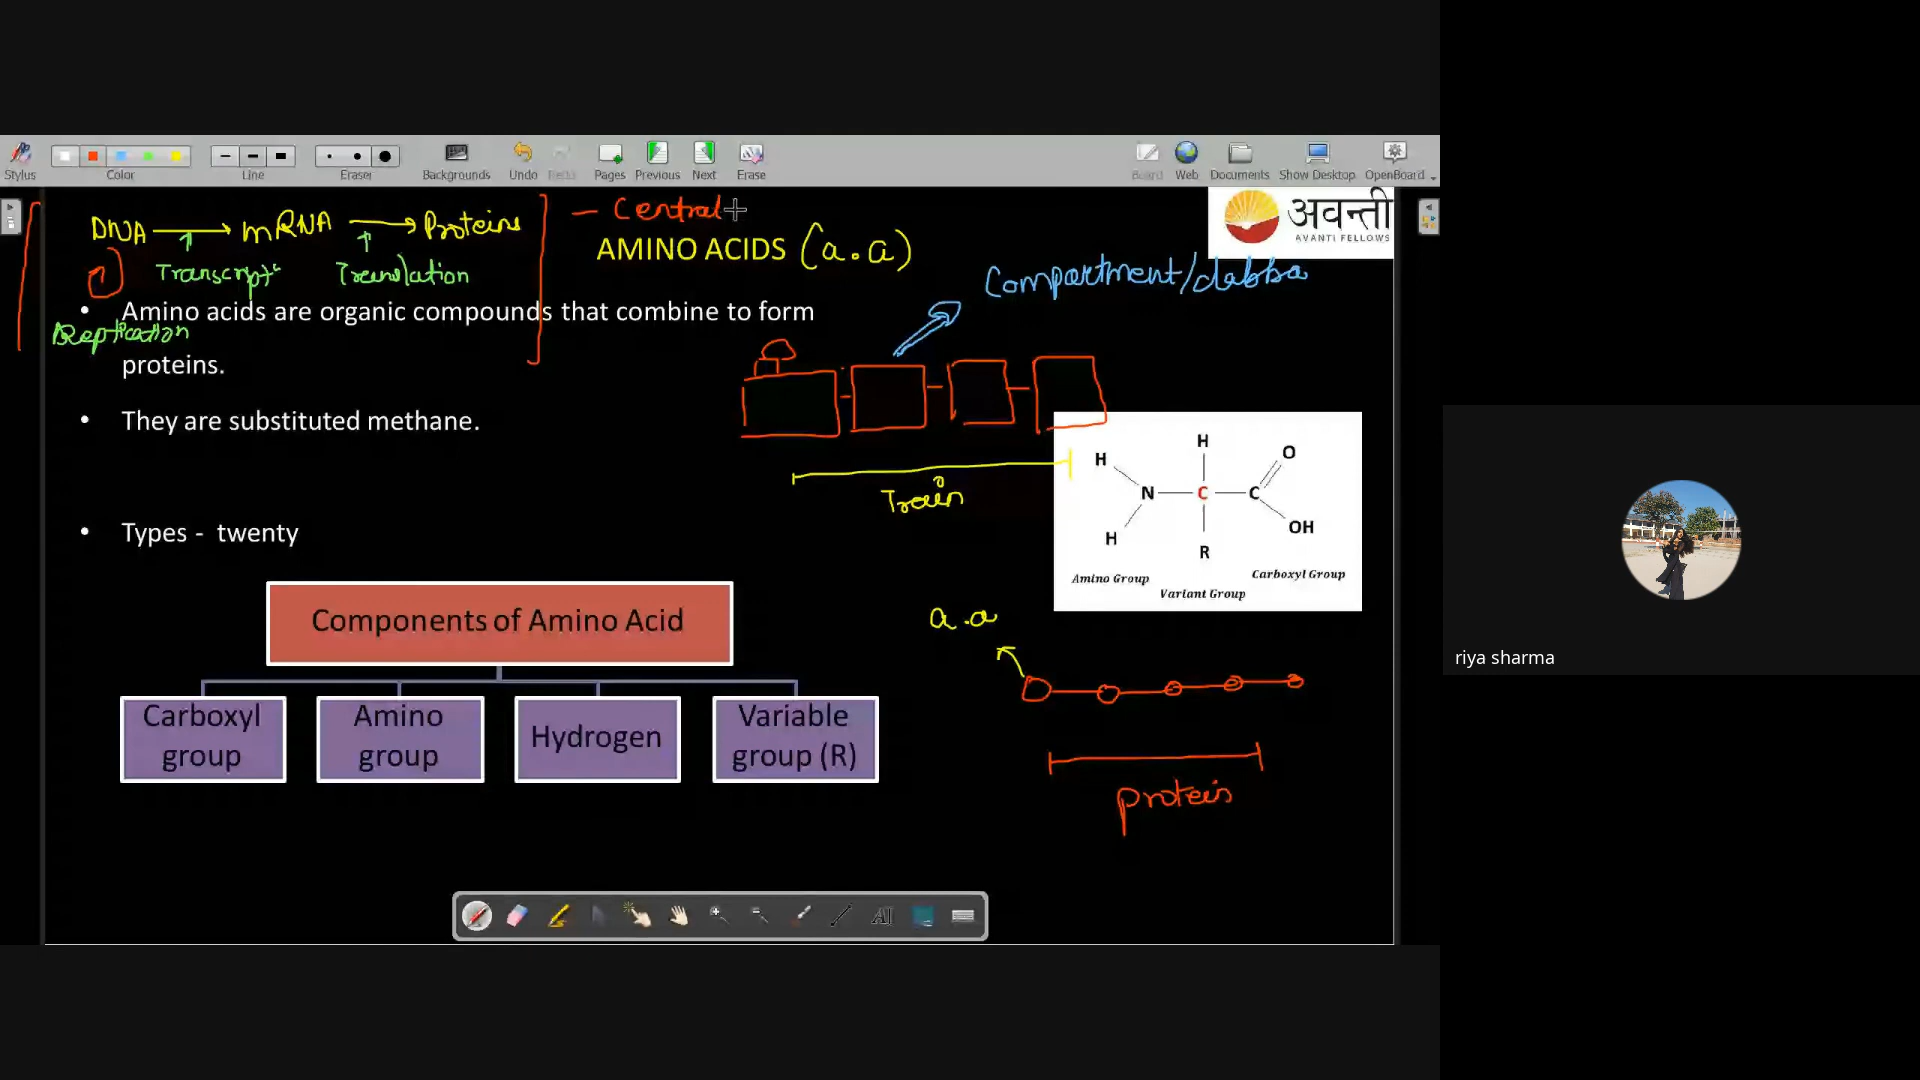 Stylus
Color
Line
Eraser
Backgrounds
Undo
Redo
Pages
Previous
Next
Erase
Board
Web
Documents
Show Desktop
OpenBoard
DNA → mRNA → Proteins
- Central
अवन्ती
AVANTI FELLOWS
AMINO ACIDS (a.a)
Translation
Compartment/dabba
• Amino acids are organic compounds that combine to form
proteins.
• They are substituted methane.
Train
H
H
O
N
C
C
OH
H
R
Amino Group
Carboxyl Group
Variant Group
• Types - twenty
Components of Amino Acid
Carboxyl
group
Amino
group
Hydrogen
Variable
group (R)
a.a
protein
riya sharma